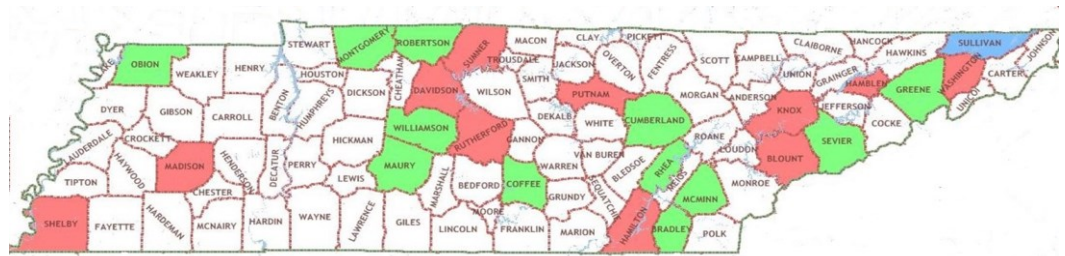 LAKE
OBION
WEAKLEY
HENRY
STEWART
MONTGOMERY
ROBERTSON
SUMNER
MACON
TROUSDALE
CLAY
PICKETT
JACKSON
OVERTON
FENTRESS
SCOTT
CAMPBELL
CLAIBORNE
HANCOCK
HAWKINS
SULLIVAN
JOHNSON
HOUSTON
CHEATHAM
DAVIDSON
SMITH
PUTNAM
MORGAN
ANDERSON
UNION
GRAINGER
HAMBLEN
GREENE
WASHINGTON
CARTER
UNICOI
DYER
GIBSON
CARROLL
BENTON
HUMPHREYS
DICKSON
WILSON
DEKALB
WHITE
CUMBERLAND
ROANE
KNOX
JEFFERSON
COCKE
SEVIER
LAUDERDALE
CROCKETT
HICKMAN
WILLIAMSON
RUTHERFORD
CANNON
WARREN
VAN BUREN
BLEDSOE
RHEA
LOUDON
BLOUNT
TIPTON
HAYWOOD
MADISON
HENDERSON
DECATUR
PERRY
LEWIS
MAURY
MARSHALL
BEDFORD
COFFEE
GRUNDY
SEQUATCHIE
MEIGS
MCMINN
MONROE
SHELBY
FAYETTE
HARDEMAN
CHESTER
MCNAIRY
HARDIN
WAYNE
LAWRENCE
GILES
LINCOLN
MOORE
FRANKLIN
MARION
HAMILTON
BRADLEY
POLK